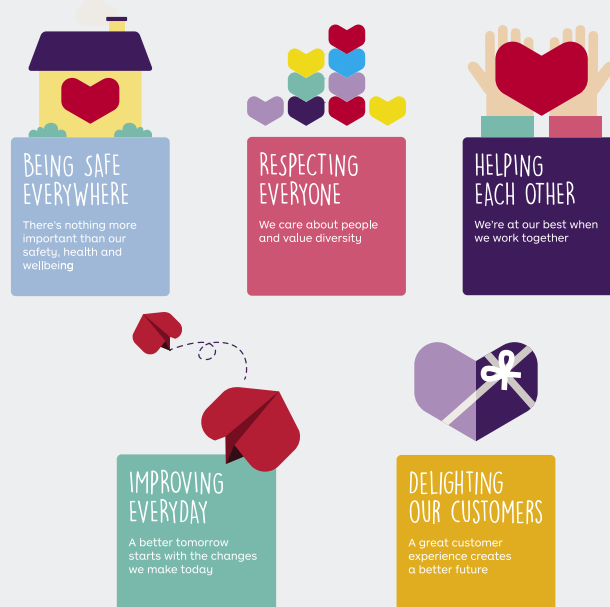 BEING SAFE
EVERYWHERE
There's nothing more
important than our
safety, health and
wellbeing
RESPECTING
EVERYONE
We care about people
and value diversity
HELPING
EACH OTHER
We're at our best when
we work together
IMPROVING
EVERYDAY
A better tomorrow
starts with the changes
we make today
DELIGHTING
OUR CUSTOMERS
A great customer
experience creates
a better future